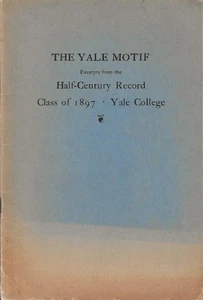 THE YALE MOTIF
Excerpts from the
Half-Century Record
Class of 1897 · Yale College